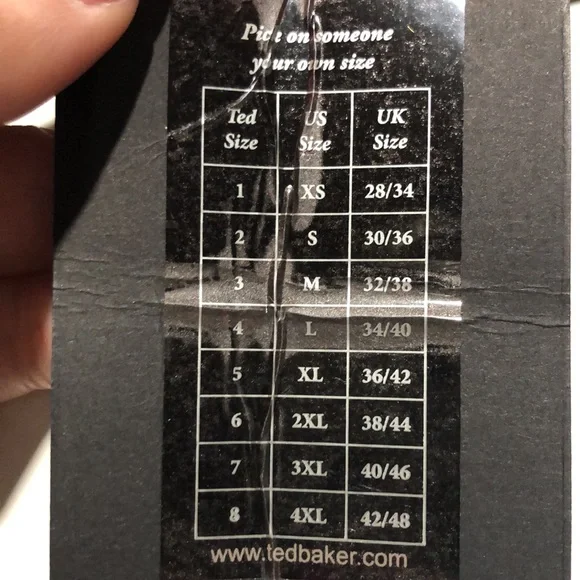 Pick on someone
your own size
Ted Size US Size UK Size
1 XS 28/34
2 S 30/36
3 M 32/38
4 L 34/40
5 XL 36/42
6 2XL 38/44
7 3XL 40/46
8 4XL 42/48
www.tedbaker.com